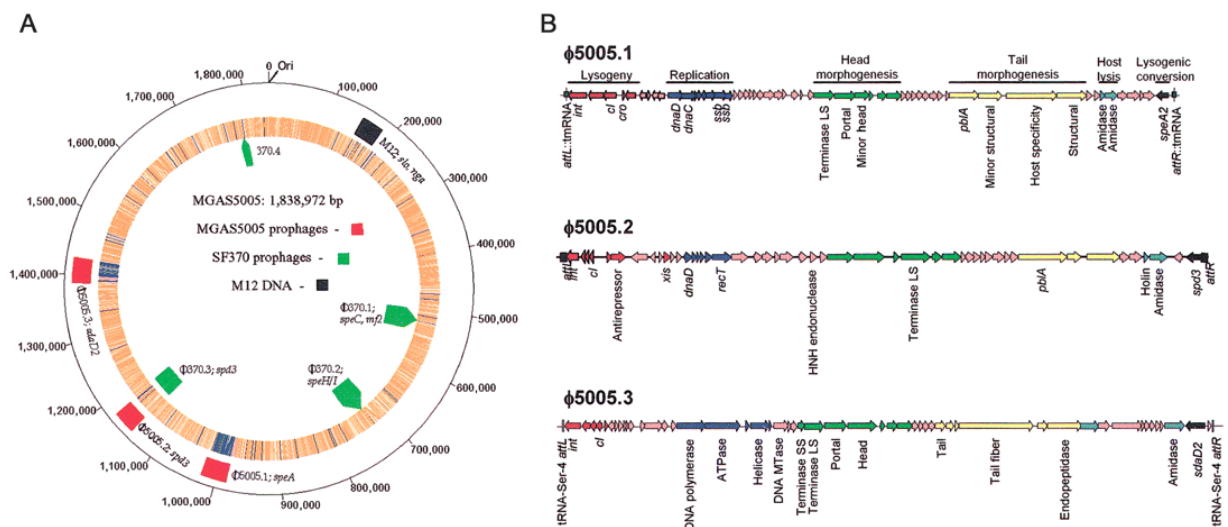 A
0 Ori
100,000
200,000
300,000
400,000
500,000
600,000
700,000
800,000
900,000
1,000,000
1,100,000
1,200,000
1,300,000
1,400,000
1,500,000
1,600,000
1,700,000
1,800,000
M12; slo, nga
370.4
MGAS5005: 1,838,972 bp
MGAS5005 prophages -
SF370 prophages -
M12 DNA -
Φ370.1;
speC, mf2
Φ370.2;
speH/I
Φ370.3; spd3
Φ5005.3; sdaD2
Φ5005.2; spd3
Φ5005.1; speA
B
ϕ5005.1
Lysogeny
Replication
Head
morphogenesis
Tail
morphogenesis
Host
lysis
Lysogenic
conversion
attL::tmRNA
int
cI
cro
dnaD
dnaC
ssb
ssb
Terminase LS
Portal
Minor head
pblA
Minor structural
Host specificity
Structural
Amidase
Amidase
speA2
attR::tmRNA
ϕ5005.2
attL
int
cI
Antirepressor
xis
dnaD
recT
HNH endonuclease
Terminase LS
pblA
Holin
Amidase
spd3
attR
ϕ5005.3
tRNA-Ser-4 attL
int
cI
DNA polymerase
ATPase
Helicase
DNA MTase
Terminase SS
Terminase LS
Portal
Head
Tail
Tail fiber
Endopeptidase
Amidase
sdaD2
tRNA-Ser-4 attR